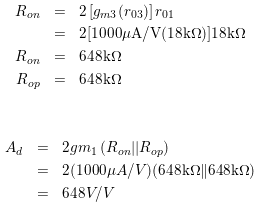 R_on = 2 [g_m3 (r_03)] r_01
= 2[1000μA/V(18kΩ)]18kΩ
R_on = 648kΩ
R_op = 648kΩ
A_d = 2gm_1 (R_on||R_op)
= 2(1000μA/V)(648kΩ||648kΩ)
= 648V/V